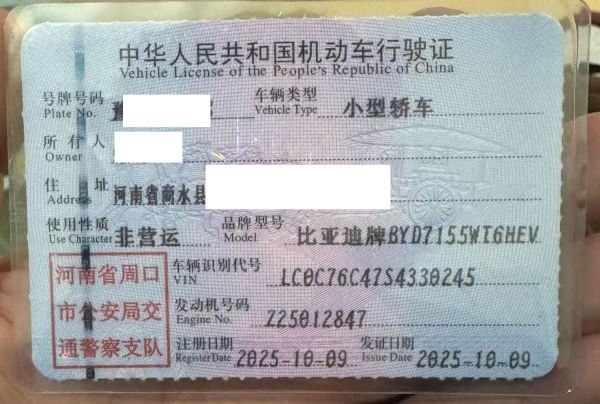 中华人民共和国机动车行驶证
Vehicle License of the People's Republic of China
号牌号码 豫 车辆类型 小型轿车
Plate No. Vehicle Type
所有人
Owner
住址 河南省商水县
Address
使用性质 非营运 品牌型号 比亚迪牌BYD7155WT6HEV
Use Character Model
河南省周口 车辆识别代号 LC0C76C47S4330245
VIN
市公安局交 发动机号码 225012847
Engine No.
通警察支队 注册日期 2025-10-09 发证日期 2025-10-09
Register Date Issue Date